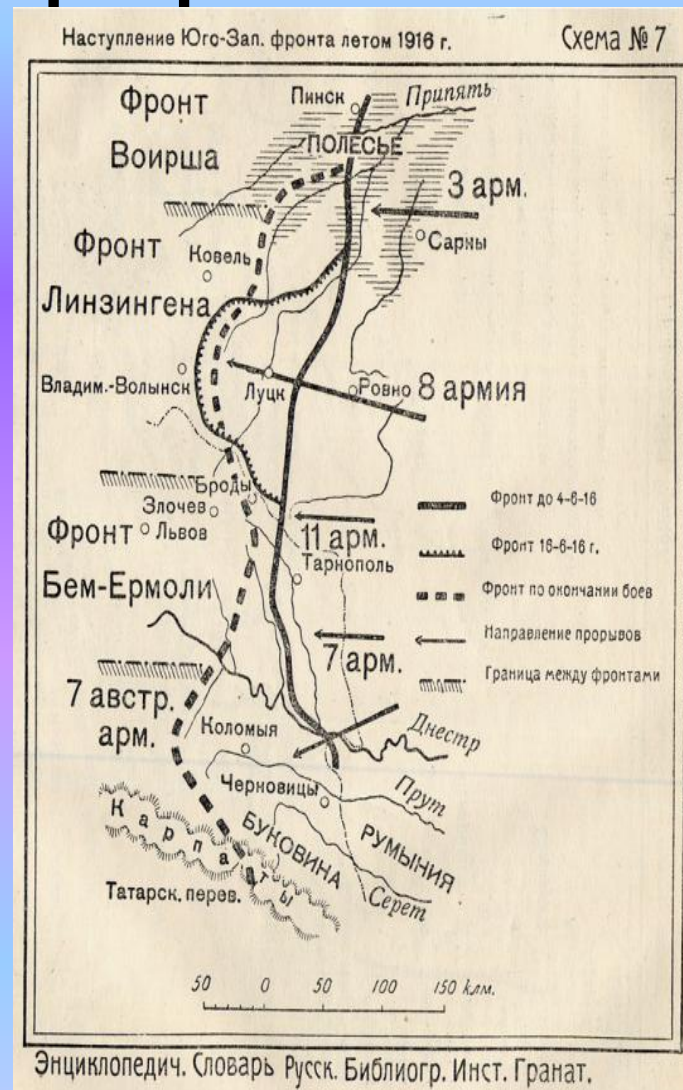 Наступление Юго-Зап. фронта летом 1916 г.
Схема № 7
Фронт
Воирша
Пинск
Припять
ПОЛЕСЬЕ
3 арм.
Сарны
Фронт
Линзингена
Ковель
Владим.-Волынск
Луцк
Ровно
8 армия
Броды
Злочев
Фронт
Львов
Бем-Ермоли
11 арм.
Тарнополь
7 арм.
Фронт до 4-6-16
Фронт 16-6-16 г.
Фронт по окончании боев
Направление прорывов
Граница между фронтами
7 австр.
арм.
Коломыя
Днестр
Черновицы
Прут
Карпаты
БУКОВИНА
РУМЫНИЯ
Серет
Татарск. перев.
50 0 50 100 150 клм.
Энциклопедич. Словарь Русск. Библиогр. Инст. Гранат.